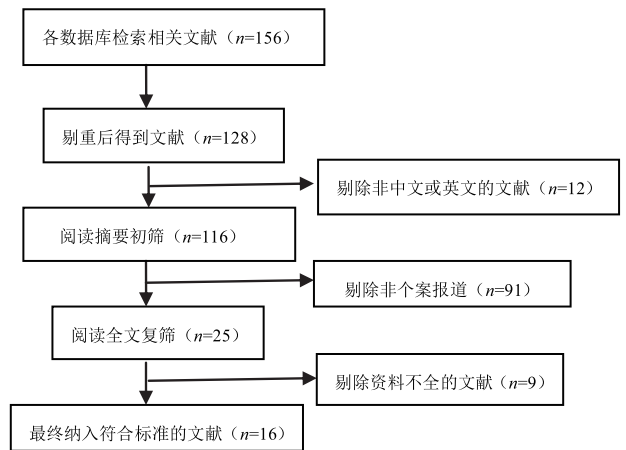 各数据库检索相关文献（n=156）
剔重后得到文献（n=128）
剔除非中文或英文的文献（n=12）
阅读摘要初筛（n=116）
剔除非个案报道（n=91）
阅读全文复筛（n=25）
剔除资料不全的文献（n=9）
最终纳入符合标准的文献（n=16）